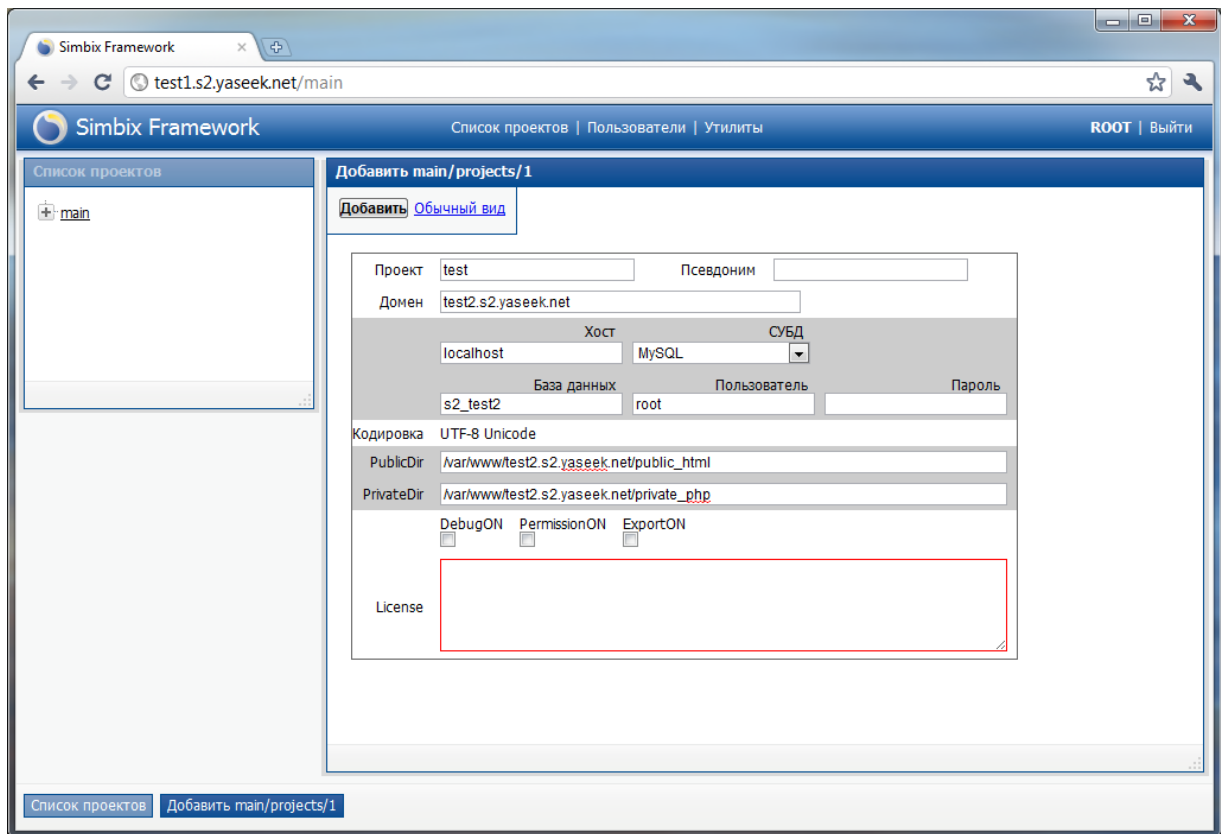 Simbix Framework
test1.s2.yaseek.net/main
Simbix Framework
Список проектов | Пользователи | Утилиты
ROOT | Выйти
Список проектов
main
Добавить main/projects/1
Добавить Обычный вид
Проект test Псевдоним
Домен test2.s2.yaseek.net
Хост СУБД
localhost MySQL
База данных Пользователь Пароль
s2_test2 root
Кодировка UTF-8 Unicode
PublicDir /var/www/test2.s2.yaseek.net/public_html
PrivateDir /var/www/test2.s2.yaseek.net/private_php
DebugON PermissionON ExportON
License
Список проектов Добавить main/projects/1